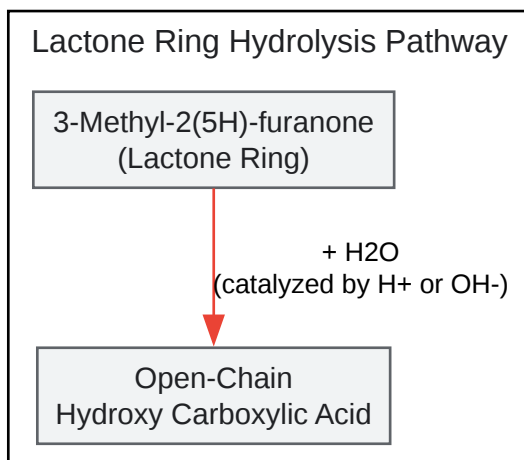 Lactone Ring Hydrolysis Pathway
3-Methyl-2(5H)-furanone
(Lactone Ring)
+ H2O
(catalyzed by H+ or OH-)
Open-Chain
Hydroxy Carboxylic Acid